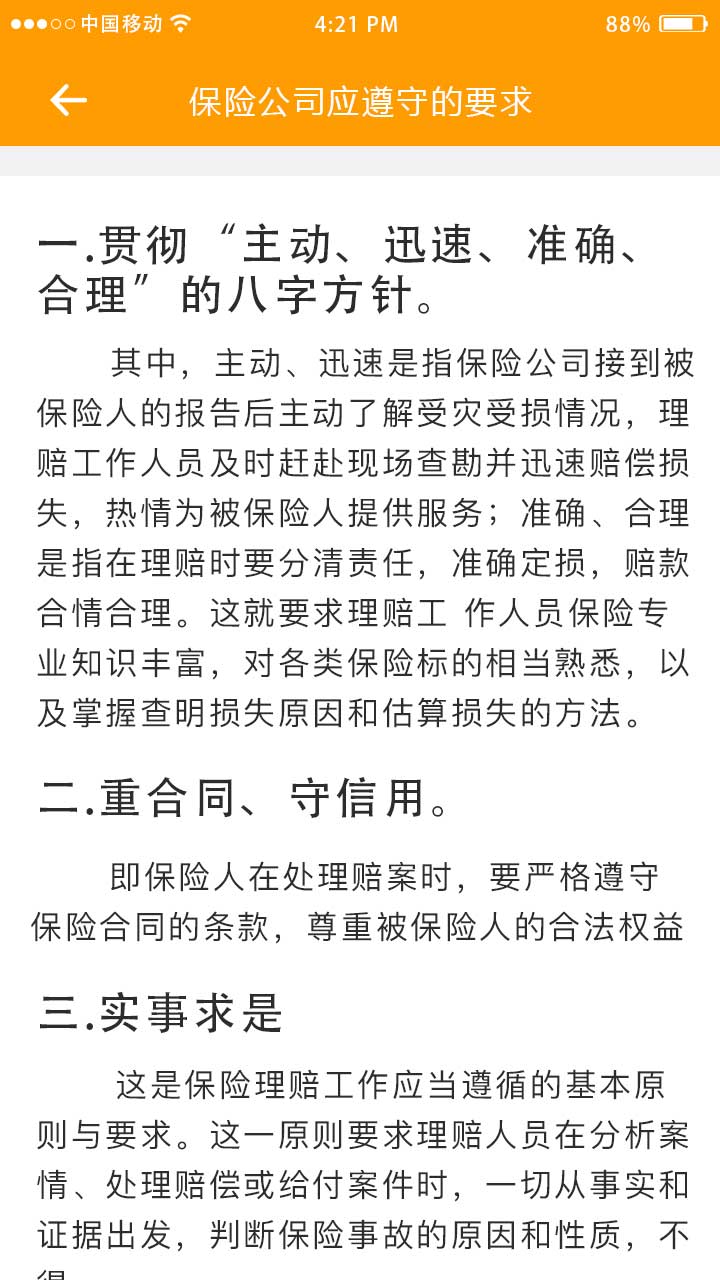 中国移动 4:21 PM 88%
保险公司应遵守的要求
一.贯彻“主动、迅速、准确、
合理”的八字方针。
其中，主动、迅速是指保险公司接到被
保险人的报告后主动了解受灾受损情况，理
赔工作人员及时赶赴现场查勘并迅速赔偿损
失，热情为被保险人提供服务；准确、合理
是指在理赔时要分清责任，准确定损，赔款
合情合理。这就要求理赔工 作人员保险专
业知识丰富，对各类保险标的相当熟悉，以
及掌握查明损失原因和估算损失的方法。
二.重合同、守信用。
即保险人在处理赔案时，要严格遵守
保险合同的条款，尊重被保险人的合法权益
三.实事求是
这是保险理赔工作应当遵循的基本原
则与要求。这一原则要求理赔人员在分析案
情、处理赔偿或给付案件时，一切从事实和
证据出发，判断保险事故的原因和性质，不